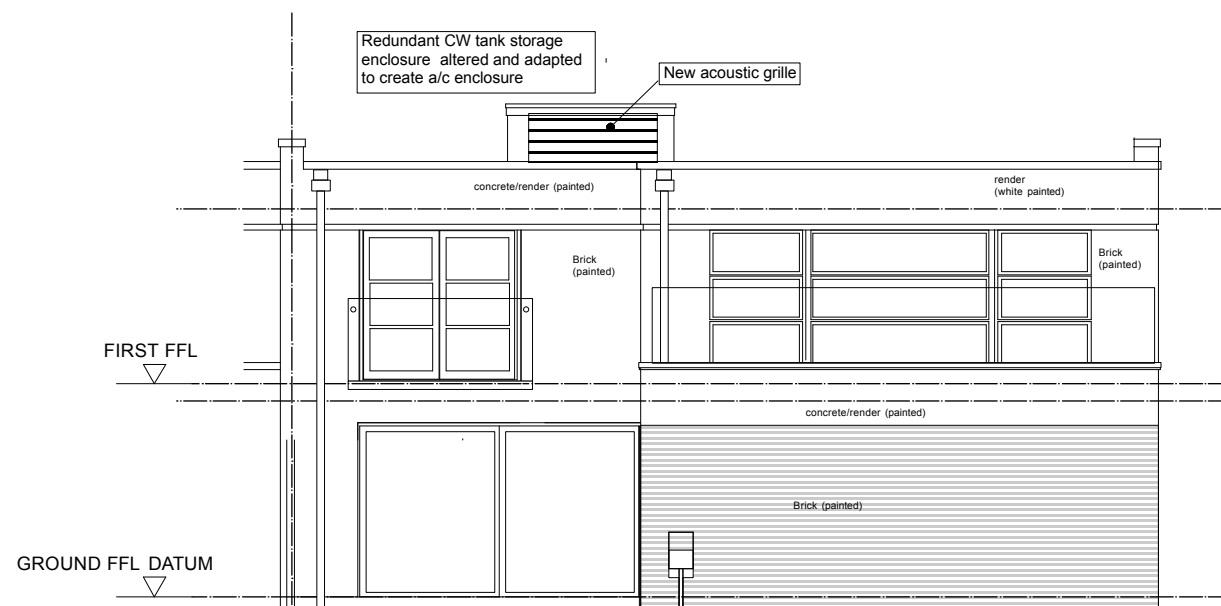 Redundant CW tank storage
enclosure altered and adapted
to create a/c enclosure
New acoustic grille
concrete/render (painted)
render
(white painted)
Brick
(painted)
Brick
(painted)
FIRST FFL
concrete/render (painted)
Brick (painted)
GROUND FFL DATUM